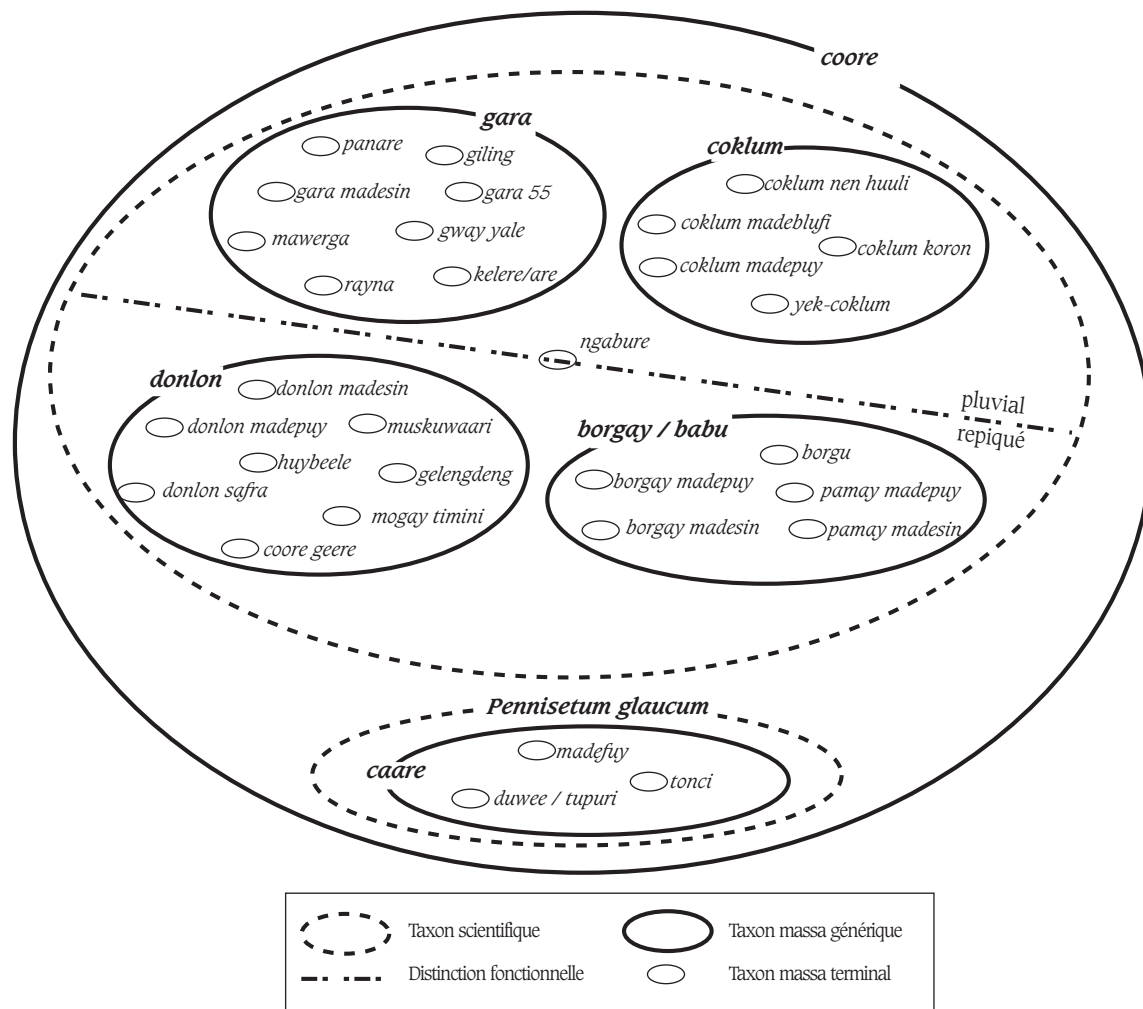 coore
gara
panare
giling
gara madesin
gara 55
mawerga
gway yale
rayna
kelere/are
coklum
coklum nen huuli
coklum madeblufi
coklum koron
coklum madepuy
yek-coklum
ngabure
pluvial
repiqué
donlon
donlon madesin
donlon madepuy
muskuwaari
huybeele
gelengdeng
donlon safra
mogay timini
coore geere
borgay / babu
borgu
borgay madepuy
pamay madepuy
borgay madesin
pamay madesin
Pennisetum glaucum
caare
madefuy
tonci
duwee / tupuri
Taxon scientifique
Taxon massa générique
Distinction fonctionnelle
Taxon massa terminal